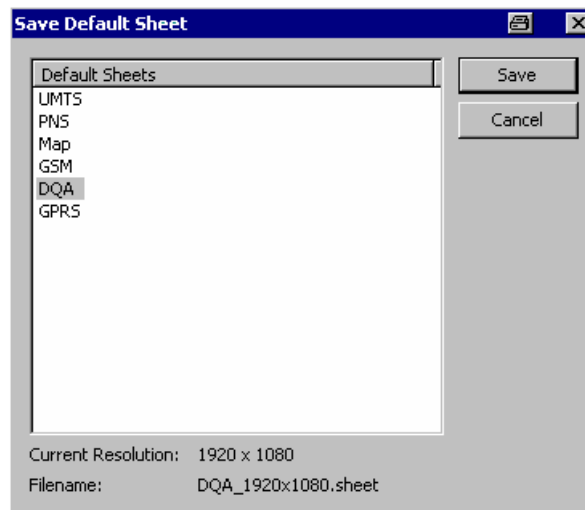 Save Default Sheet
Default Sheets
Save
UMTS
PNS
Cancel
Map
GSM
DQA
GPRS
Current Resolution: 1920 x 1080
Filename: DQA_1920x1080.sheet